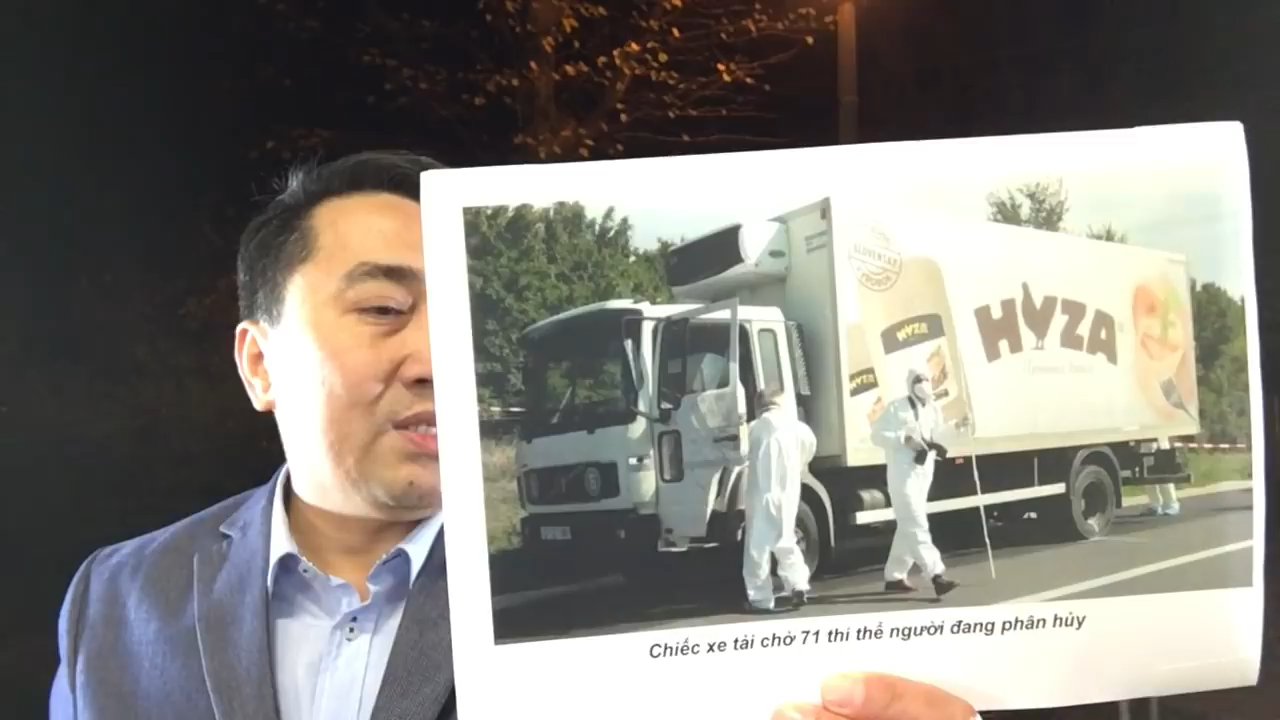 SLOVENSKÝ
HYZA
HYZA
HYZA
Chiếc xe tải chở 71 thi thể người đang phân hủy